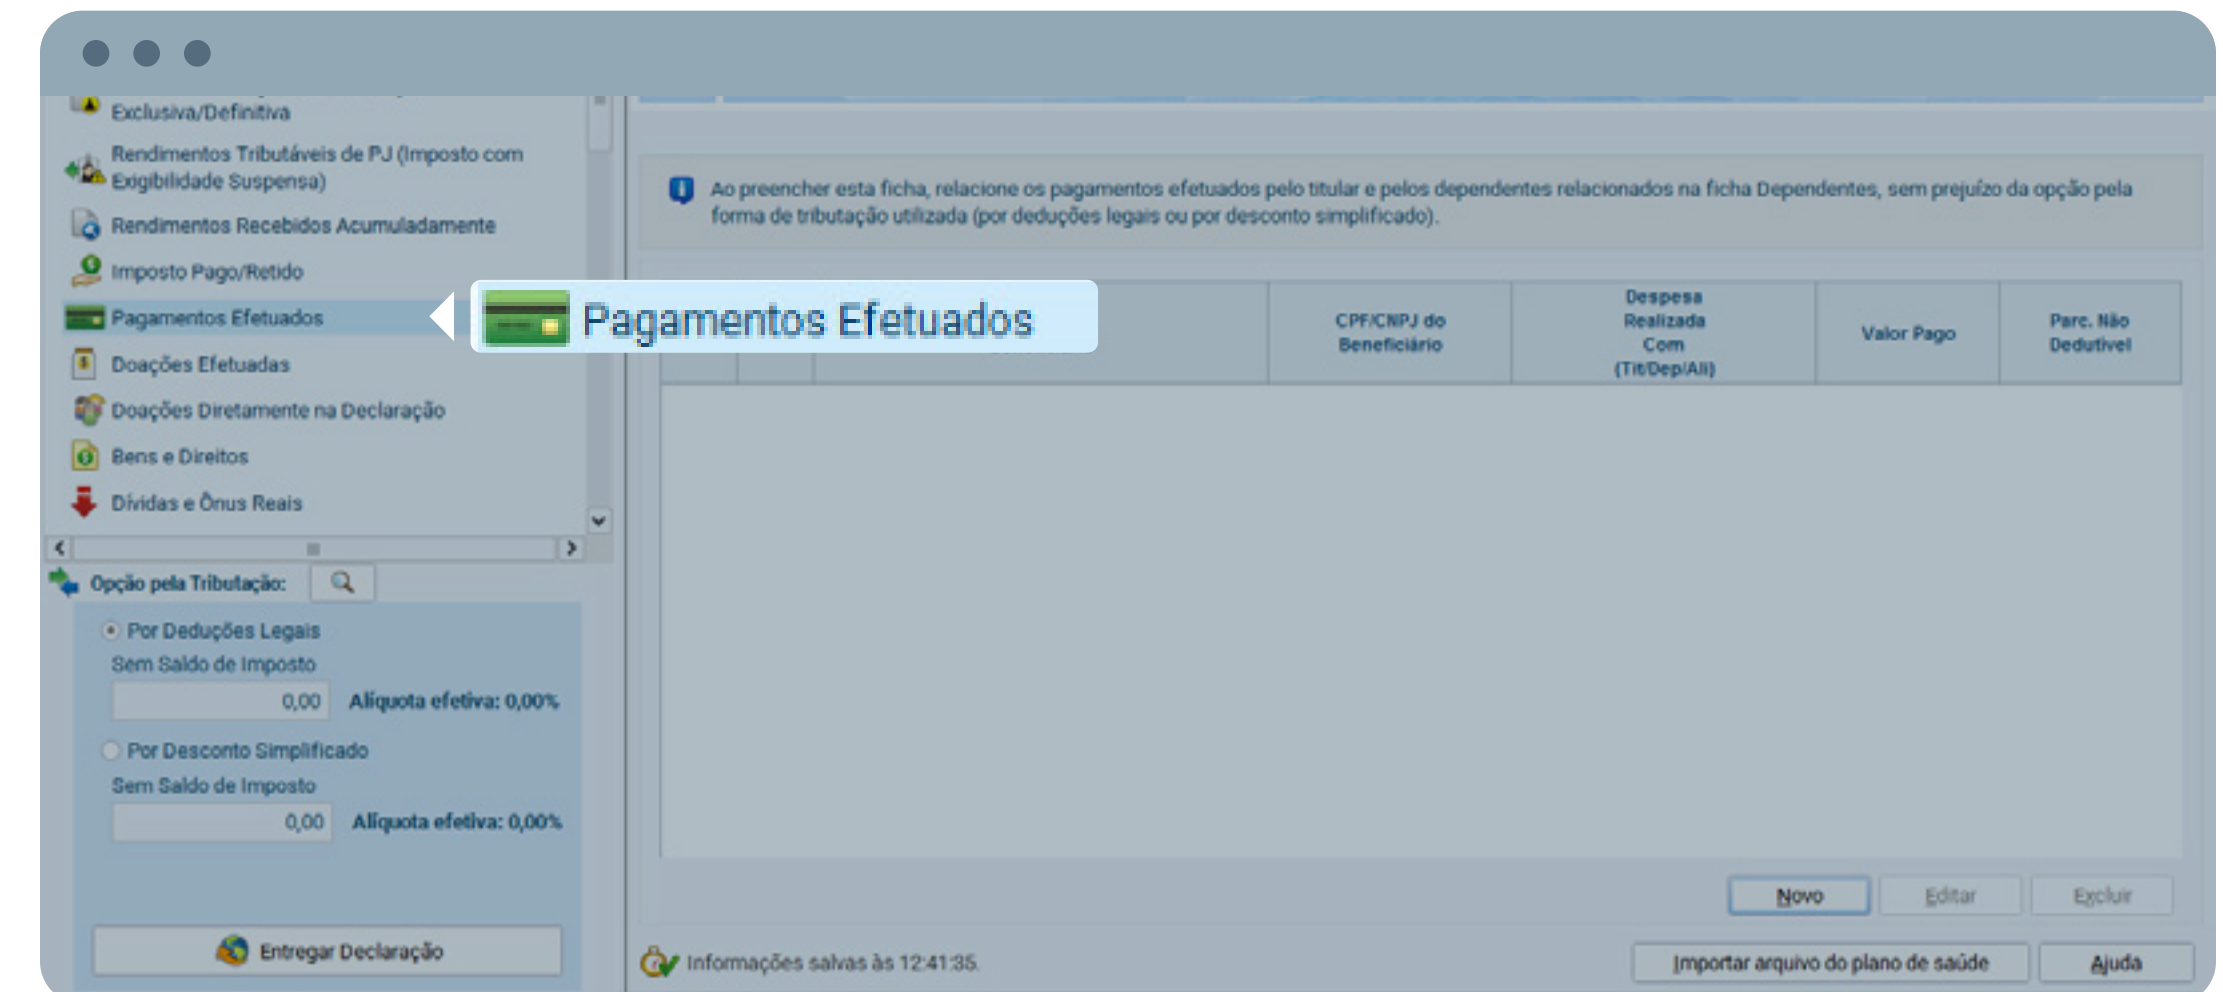 Exclusiva/Definitiva
Rendimentos Tributáveis de PJ (Imposto com
Exigibilidade Suspensa)
Rendimentos Recebidos Acumuladamente
Imposto Pago/Retido
Pagamentos Efetuados
Doações Efetuadas
Doações Diretamente na Declaração
Bens e Direitos
Dívidas e Ônus Reais
Opção pela Tributação:
Por Deduções Legais
Sem Saldo de Imposto
0,00 Alíquota efetiva: 0,00%
Por Desconto Simplificado
Sem Saldo de Imposto
0,00 Alíquota efetiva: 0,00%
Entregar Declaração
Ao preencher esta ficha, relacione os pagamentos efetuados pelo titular e pelos dependentes relacionados na ficha Dependentes, sem prejuízo da opção pela
forma de tributação utilizada (por deduções legais ou por desconto simplificado).
Pagamentos Efetuados
CPF/CNPJ do
Beneficiário
Despesa
Realizada
Com
(Tit/Dep/Ali)
Valor Pago
Parc. Não
Dedutível
Novo
Editar
Excluir
Informações salvas às 12:41:35.
Importar arquivo do plano de saúde
Ajuda